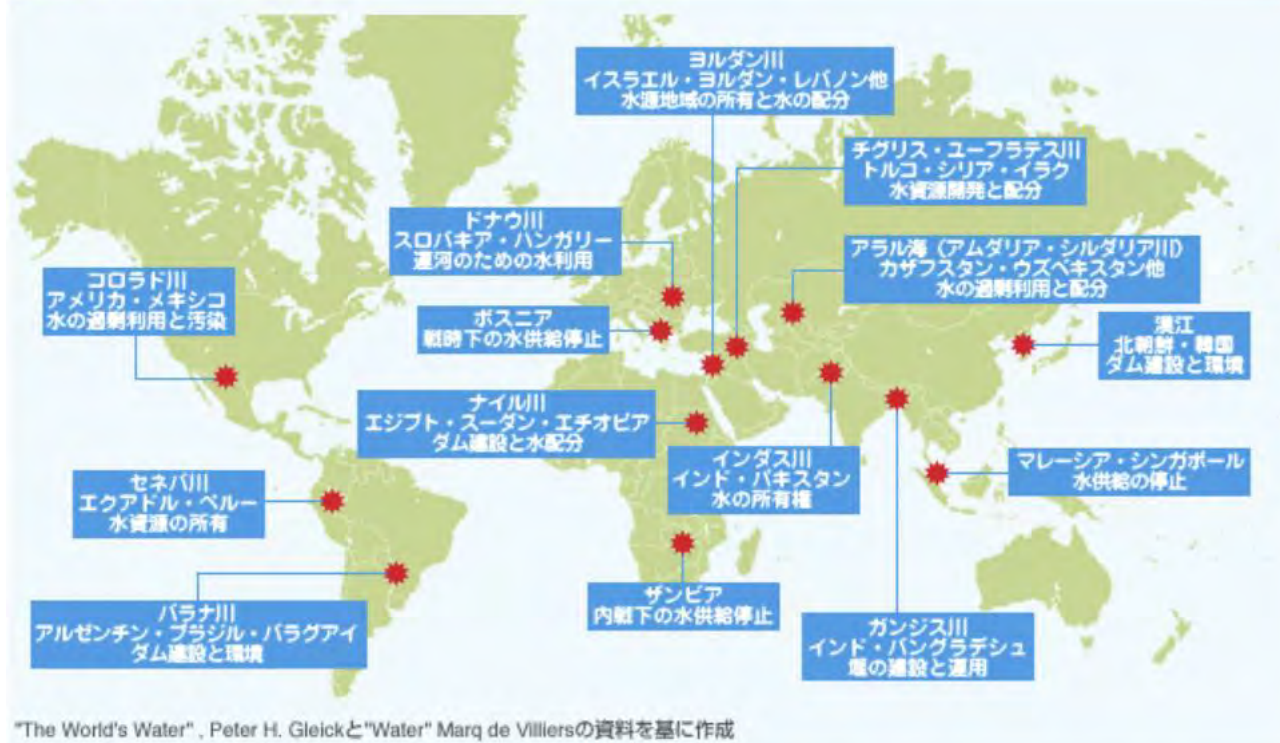 ヨルダン川
イスラエル・ヨルダン・レバノン他
水源地域の所有と水の配分
チグリス・ユーフラテス川
トルコ・シリア・イラク
水資源開発と配分
ドナウ川
スロバキア・ハンガリー
運河のための水利用
アラル海（アムダリア・シルダリア川）
カザフスタン・ウズベキスタン他
水の過剰利用と配分
コロラド川
アメリカ・メキシコ
水の過剰利用と汚染
ボスニア
戦時下の水供給停止
漢江
北朝鮮・韓国
ダム建設と環境
ナイル川
エジプト・スーダン・エチオピア
ダム建設と水配分
インダス川
インド・パキスタン
水の所有権
マレーシア・シンガポール
水供給の停止
セネパ川
エクアドル・ペルー
水資源の所有
ザンビア
内戦下の水供給停止
パラナ川
アルゼンチン・ブラジル・パラグアイ
ダム建設と環境
ガンジス川
インド・バングラデシュ
堰の建設と運用
"The World's Water" , Peter H. Gleickと"Water" Marq de Villiersの資料を基に作成